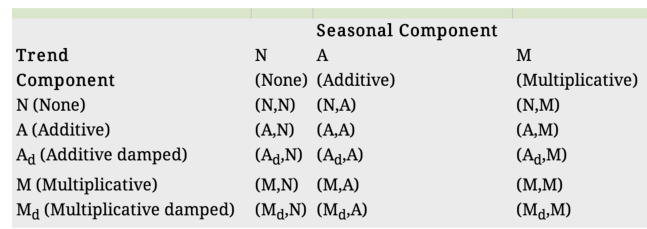 Seasonal Component
Trend N A M
Component (None) (Additive) (Multiplicative)
N (None) (N,N) (N,A) (N,M)
A (Additive) (A,N) (A,A) (A,M)
A_d (Additive damped) (A_d,N) (A_d,A) (A_d,M)
M (Multiplicative) (M,N) (M,A) (M,M)
M_d (Multiplicative damped) (M_d,N) (M_d,A) (M_d,M)